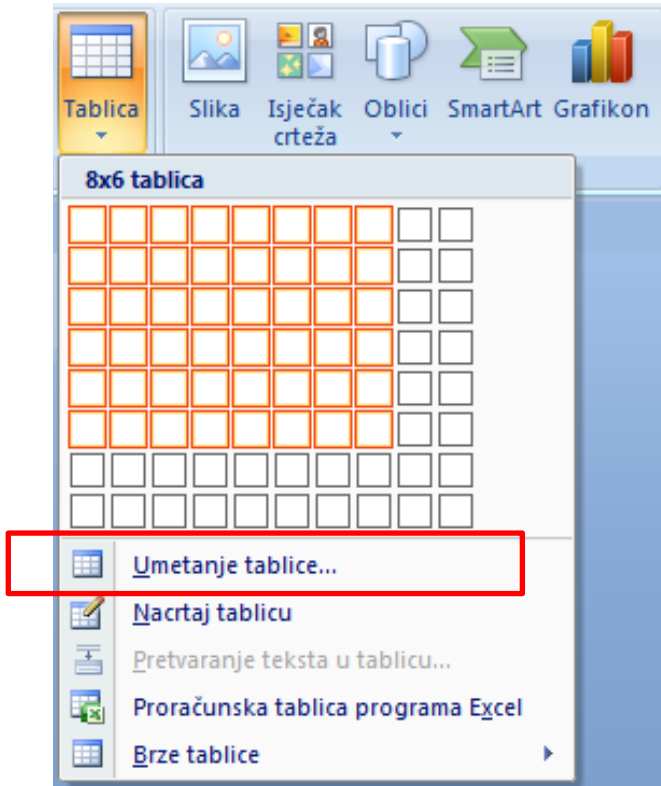 Tablica Slika Isječak crteža Oblici SmartArt Grafikon
8x6 tablica
Umetanje tablice...
Nacrtaj tablicu
Pretvaranje teksta u tablicu...
Proračunska tablica programa Excel
Brze tablice